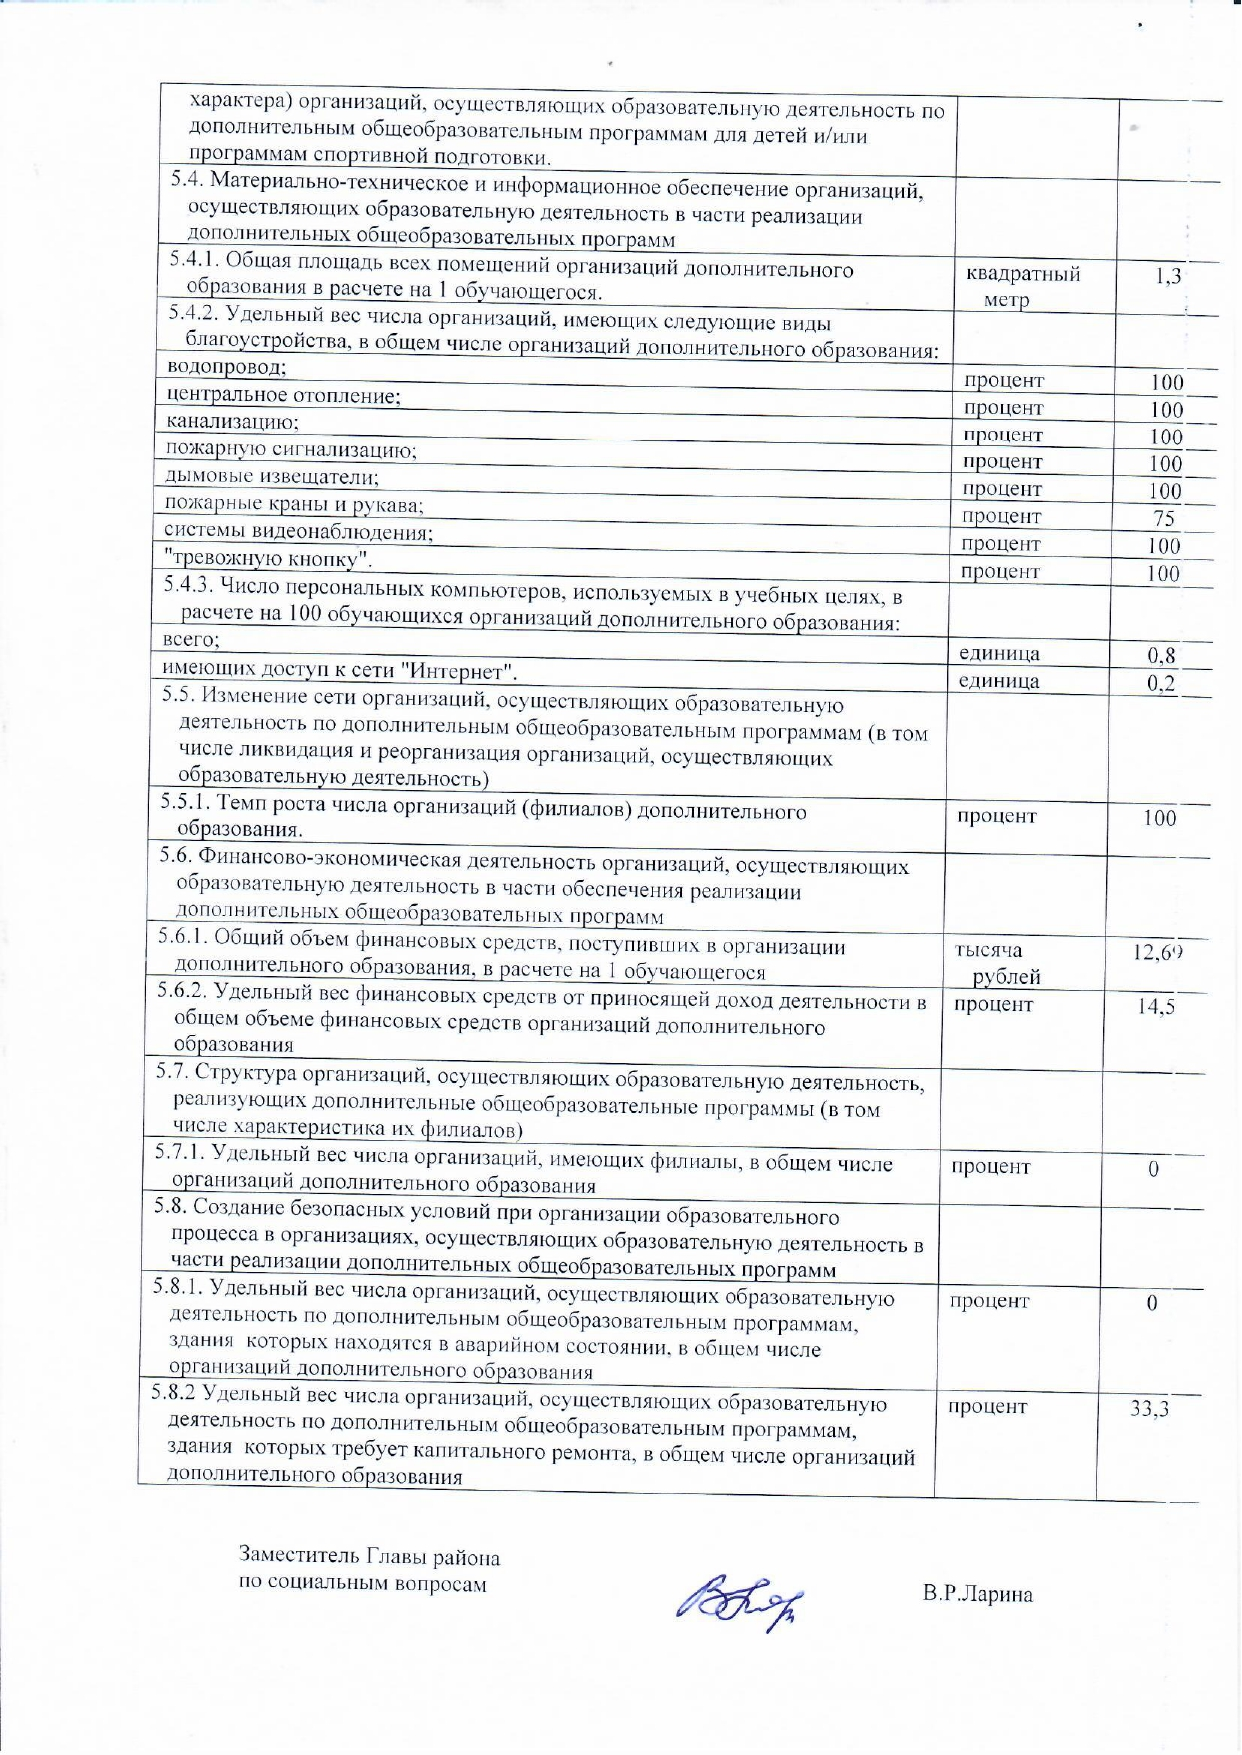 характера) организаций, осуществляющих образовательную деятельность по
дополнительным общеобразовательным программам для детей и/или
программам спортивной подготовки.
5.4. Материально-техническое и информационное обеспечение организаций,
осуществляющих образовательную деятельность в части реализации
дополнительных общеобразовательных программ
5.4.1. Общая площадь всех помещений организаций дополнительного
образования в расчете на 1 обучающегося.
квадратный
метр
1,3
5.4.2. Удельный вес числа организаций, имеющих следующие виды
благоустройства, в общем числе организаций дополнительного образования:
водопровод; процент 100
центральное отопление; процент 100
канализацию; процент 100
пожарную сигнализацию; процент 100
дымовые извещатели; процент 100
пожарные краны и рукава; процент 75
системы видеонаблюдения; процент 100
"тревожную кнопку". процент 100
5.4.3. Число персональных компьютеров, используемых в учебных целях, в
расчете на 100 обучающихся организаций дополнительного образования:
всего; единица 0,8
имеющих доступ к сети "Интернет". единица 0,2
5.5. Изменение сети организаций, осуществляющих образовательную
деятельность по дополнительным общеобразовательным программам (в том
числе ликвидация и реорганизация организаций, осуществляющих
образовательную деятельность)
5.5.1. Темп роста числа организаций (филиалов) дополнительного
образования.
процент 100
5.6. Финансово-экономическая деятельность организаций, осуществляющих
образовательную деятельность в части обеспечения реализации
дополнительных общеобразовательных программ
5.6.1. Общий объем финансовых средств, поступивших в организации
дополнительного образования, в расчете на 1 обучающегося
тысяча
рублей
12,69
5.6.2. Удельный вес финансовых средств от приносящей доход деятельности в
общем объеме финансовых средств организаций дополнительного
образования
процент 14,5
5.7. Структура организаций, осуществляющих образовательную деятельность,
реализующих дополнительные общеобразовательные программы (в том
числе характеристика их филиалов)
5.7.1. Удельный вес числа организаций, имеющих филиалы, в общем числе
организаций дополнительного образования
процент 0
5.8. Создание безопасных условий при организации образовательного
процесса в организациях, осуществляющих образовательную деятельность в
части реализации дополнительных общеобразовательных программ
5.8.1. Удельный вес числа организаций, осуществляющих образовательную
деятельность по дополнительным общеобразовательным программам,
здания которых находятся в аварийном состоянии, в общем числе
организаций дополнительного образования
процент 0
5.8.2 Удельный вес числа организаций, осуществляющих образовательную
деятельность по дополнительным общеобразовательным программам,
здания которых требует капитального ремонта, в общем числе организаций
дополнительного образования
процент 33,3
Заместитель Главы района
по социальным вопросам
В.Р.Ларина